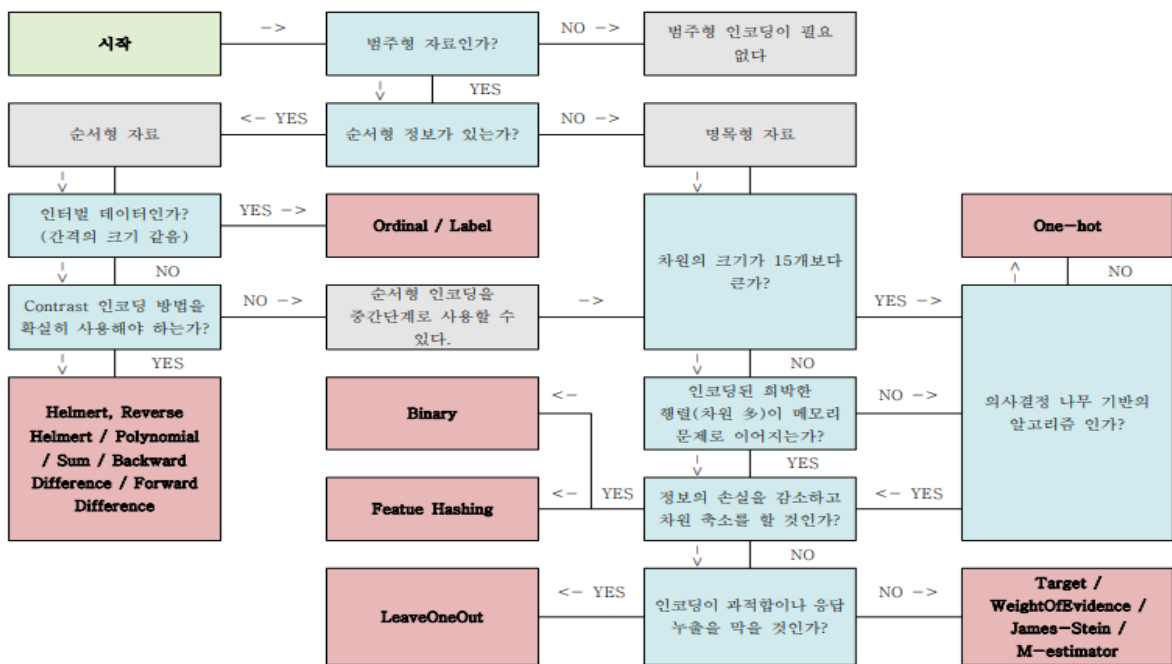 시작
->
범주형 자료인가?
NO ->
범주형 인코딩이 필요
없다
YES
순서형 자료
<- YES
순서형 정보가 있는가?
NO ->
명목형 자료
인터벌 데이터인가?
(간격의 크기 같음)
YES ->
Ordinal / Label
차원의 크기가 15개보다
큰가?
One-hot
NO
NO
Contrast 인코딩 방법을
확실히 사용해야 하는가?
NO ->
순서형 인코딩을
중간단계로 사용할 수
있다.
->
YES ->
의사결정 나무 기반의
알고리즘 인가?
YES
NO
Helmert, Reverse
Helmert / Polynomial
/ Sum / Backward
Difference / Forward
Difference
Binary
<-
인코딩된 희박한
행렬(차원 多)이 메모리
문제로 이어지는가?
NO ->
YES
Featue Hashing
<- YES
정보의 손실을 감소하고
차원 축소를 할 것인가?
<- YES
NO
LeaveOneOut
<- YES
인코딩이 과적합이나 응답
누출을 막을 것인가?
NO ->
Target /
WeightOfEvidence /
James-Stein /
M-estimator